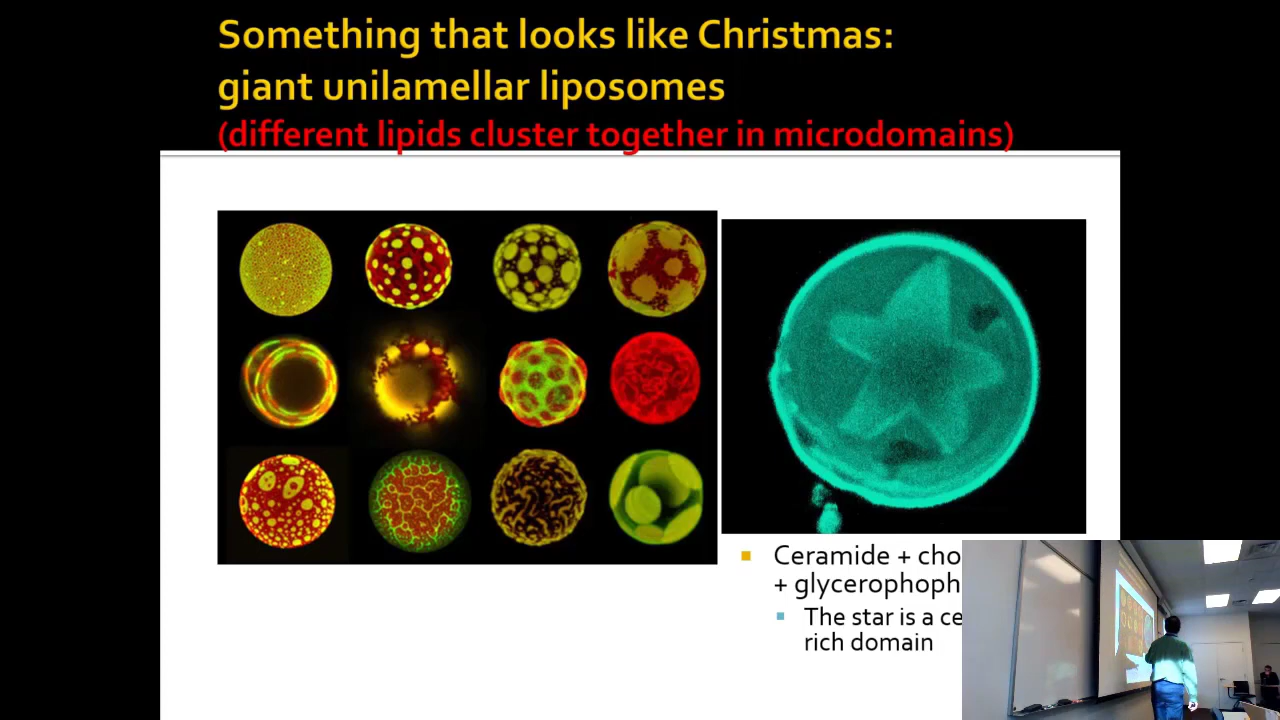 Something that looks like Christmas:
giant unilamellar liposomes
(different lipids cluster together in microdomains)
Ceramide + cho
+ glycerophoph
The star is a ce
rich domain